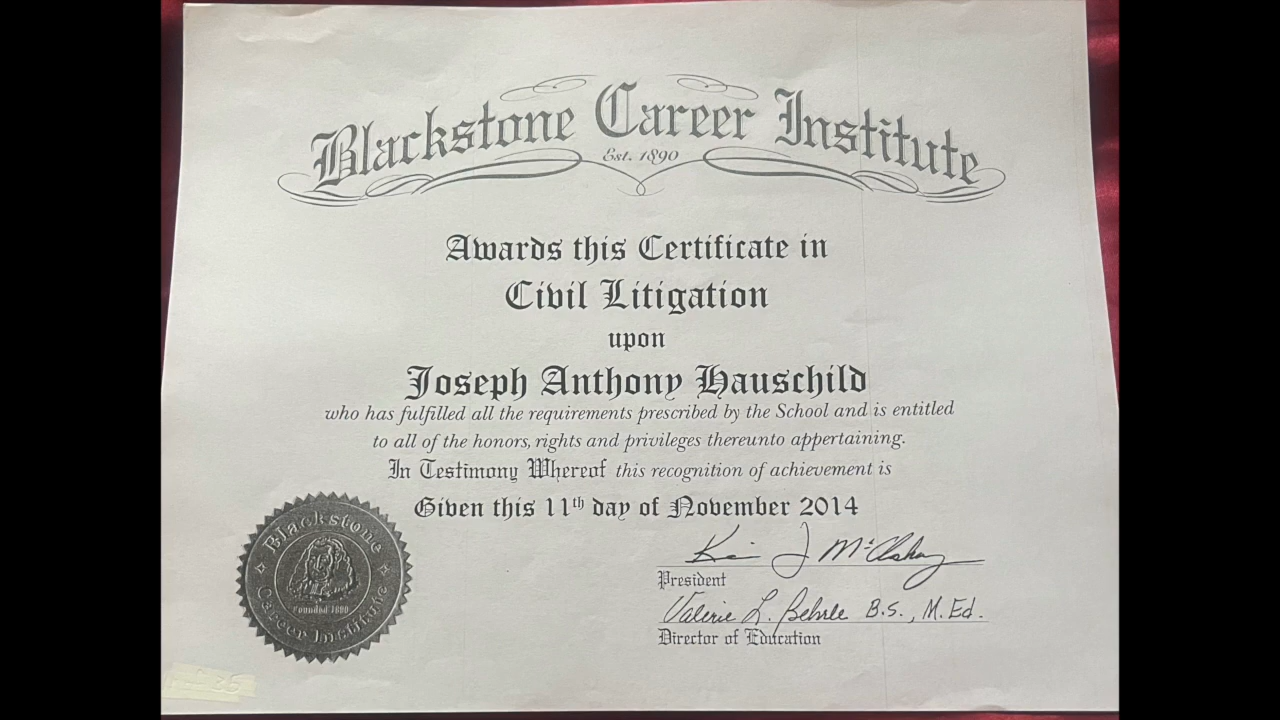 Blackstone Career Institute
Est. 1890
Awards this Certificate in
Civil Litigation
upon
Joseph Anthony Hauschild
who has fulfilled all the requirements prescribed by the School and is entitled
to all of the honors, rights and privileges thereunto appertaining.
In Testimony Whereof this recognition of achievement is
Given this 11th day of November 2014
President
Valerie L. Behrle B.S., M.Ed.
Director of Education
Blackstone
Career Institute
Founded 1890